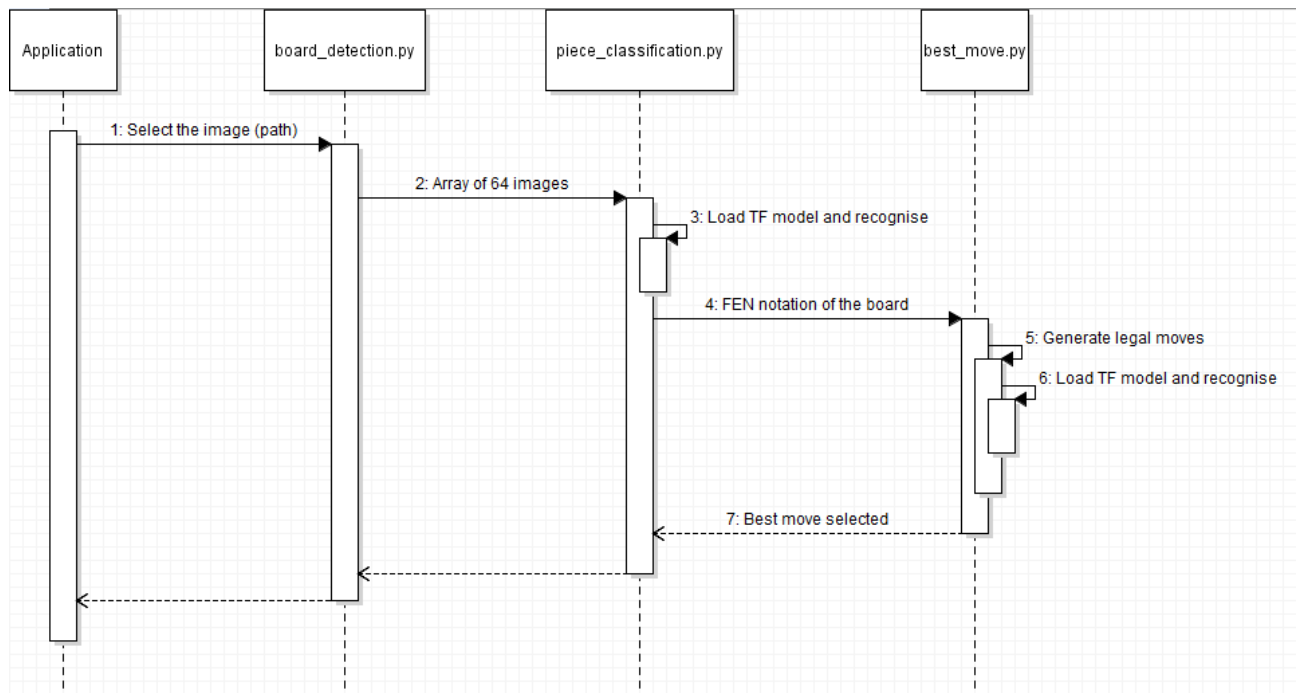 Application
board_detection.py
piece_classification.py
best_move.py
1: Select the image (path)
2: Array of 64 images
3: Load TF model and recognise
4: FEN notation of the board
5: Generate legal moves
6: Load TF model and recognise
7: Best move selected